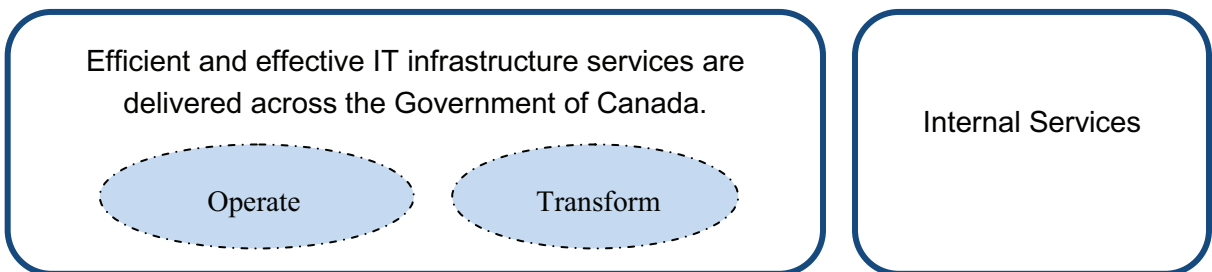 Efficient and effective IT infrastructure services are
delivered across the Government of Canada.
Operate
Transform
Internal Services